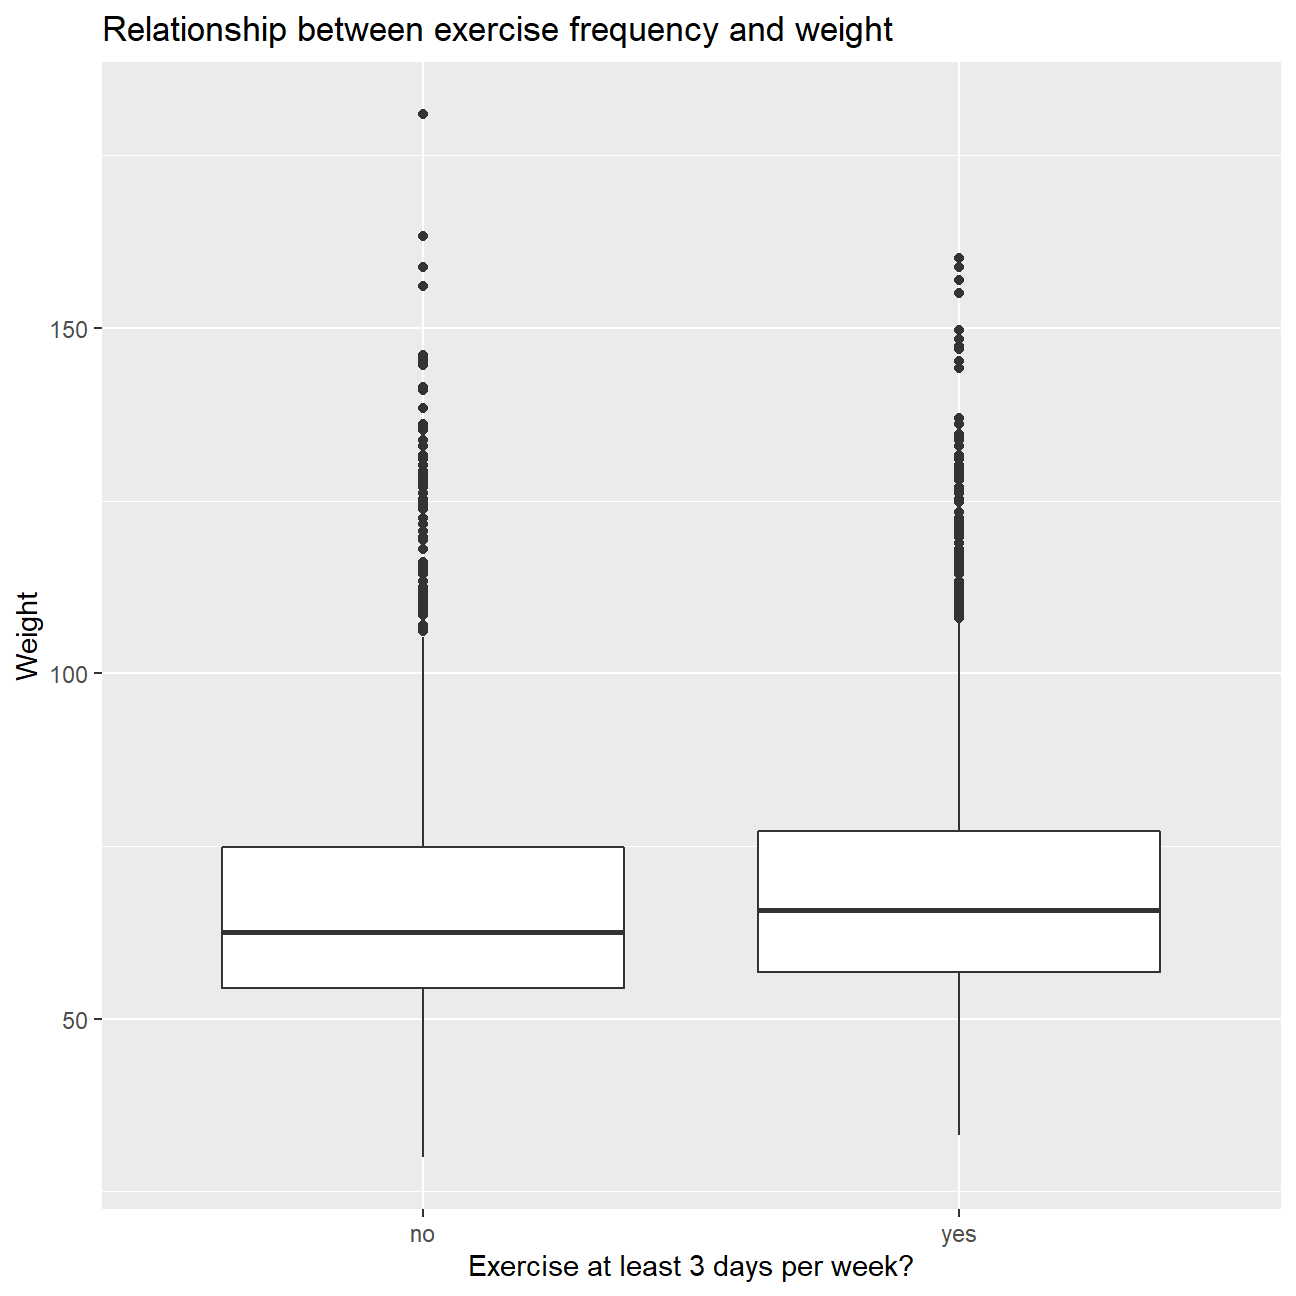 Relationship between exercise frequency and weight
Weight
150
100
50
no yes
Exercise at least 3 days per week?